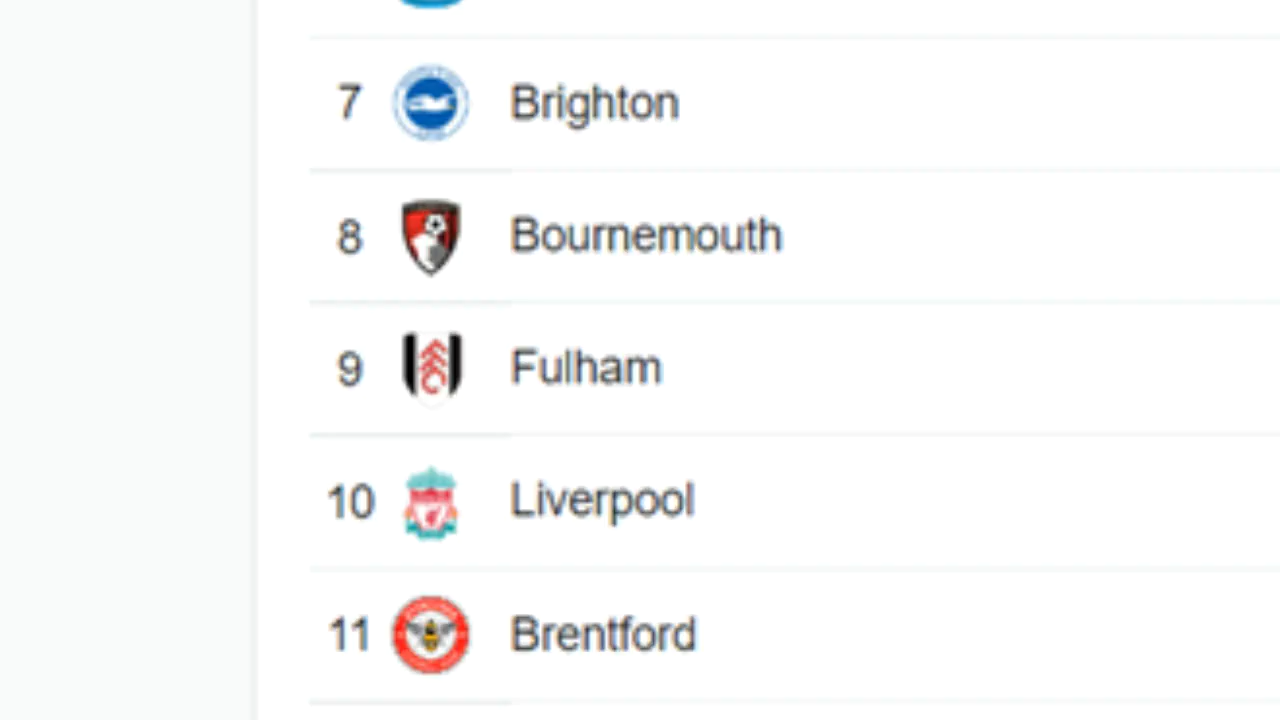 7 Brighton
8 Bournemouth
9 Fulham
10 Liverpool
11 Brentford